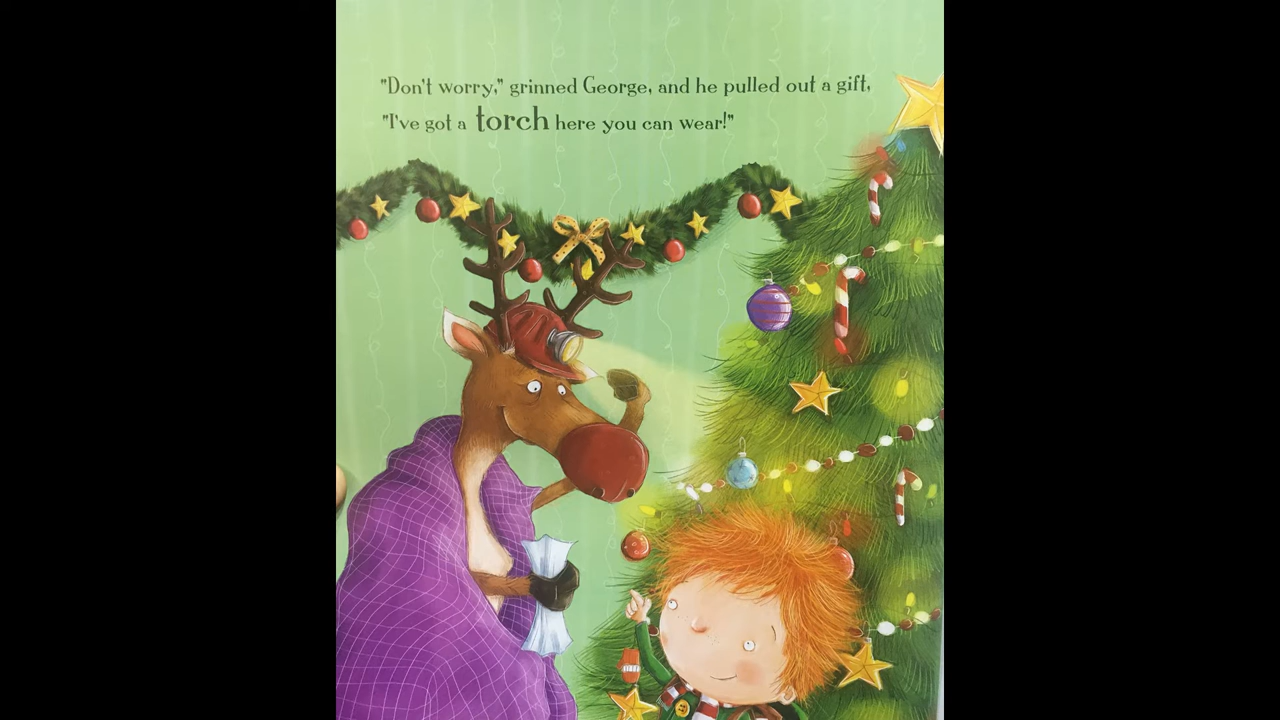 "Don't worry," grinned George, and he pulled out a gift,
"I've got a torch here you can wear!"